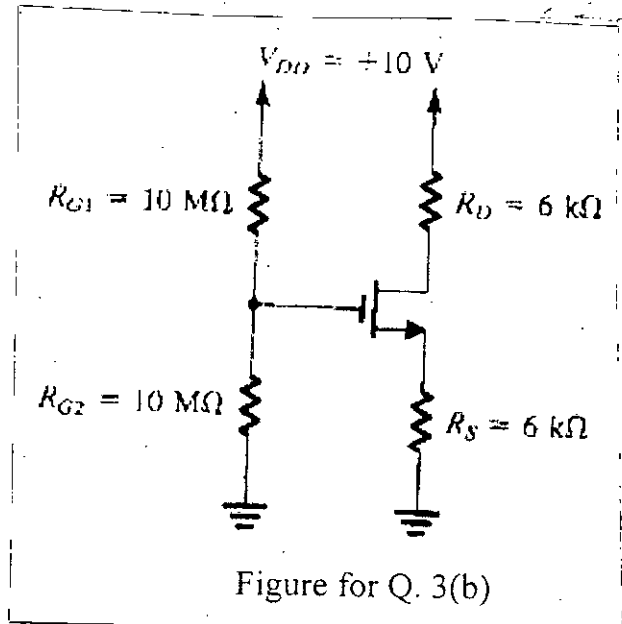 V_DD = +10 V
R_G1 = 10 MΩ
R_D = 6 kΩ
R_G2 = 10 MΩ
R_S = 6 kΩ
Figure for Q. 3(b)